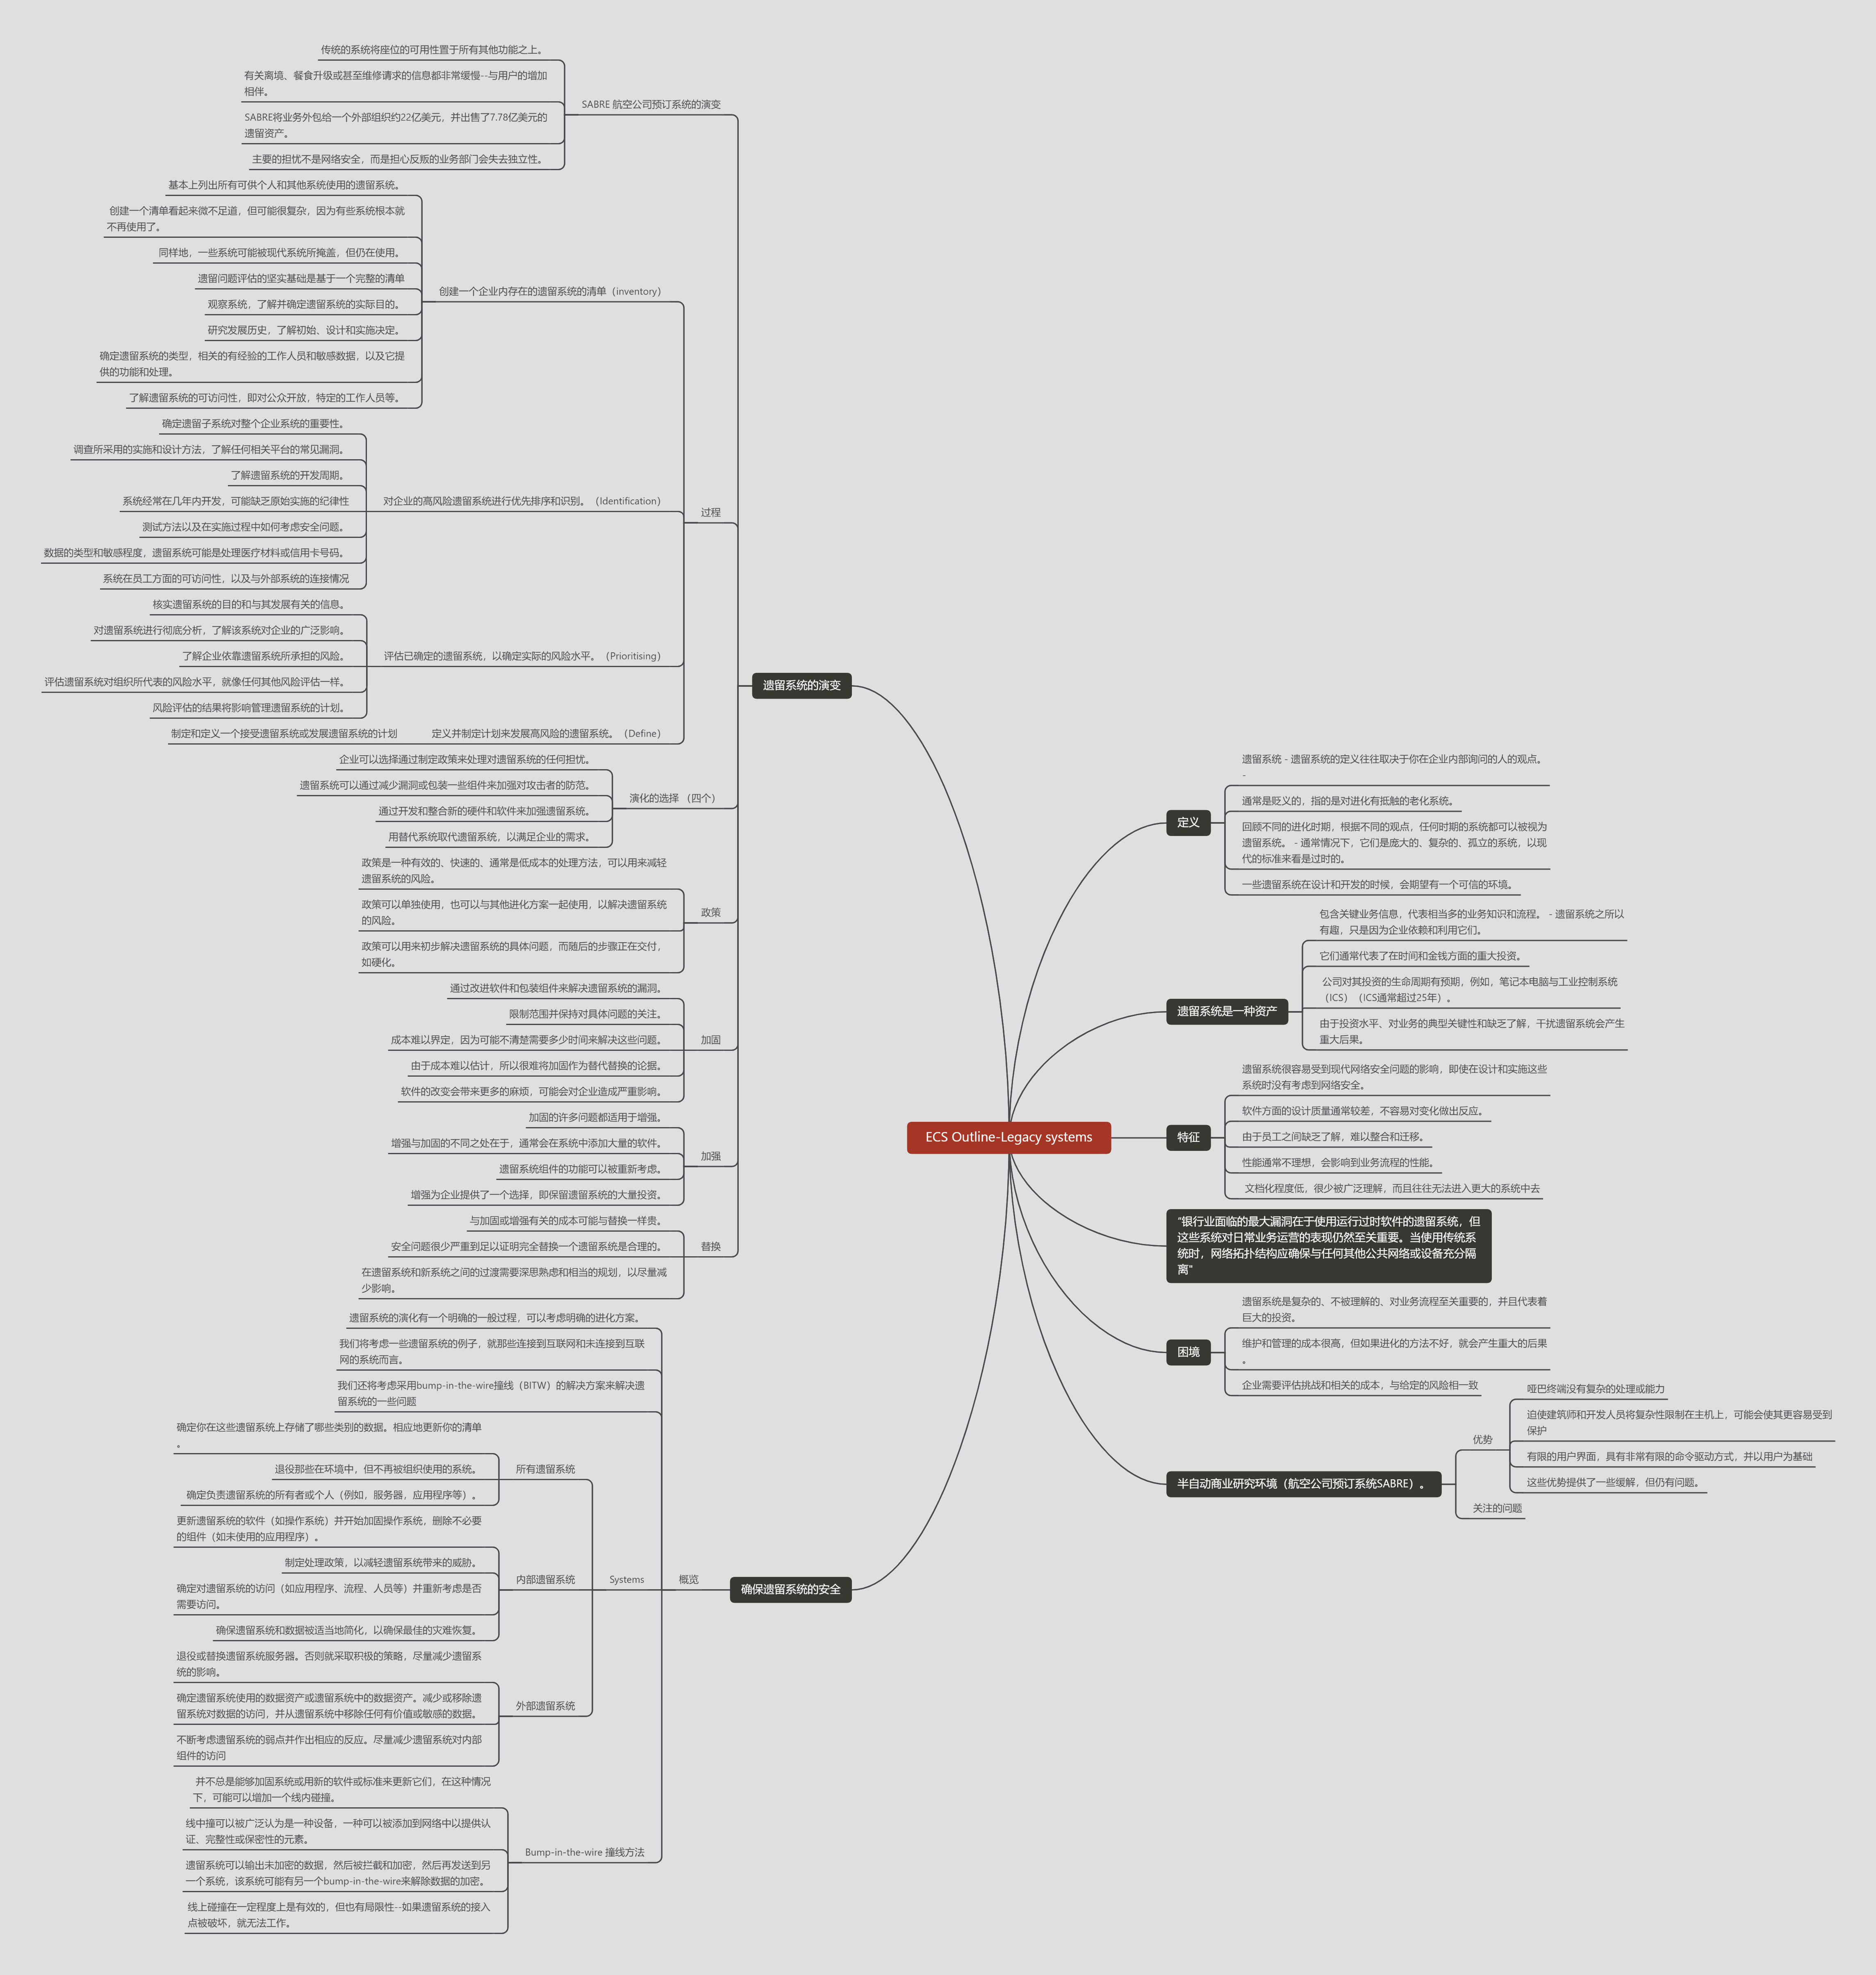 ECS Outline-Legacy systems
定义
遗留系统 - 遗留系统的定义往往取决于你在企业内部询问的人的观点。
-
通常是贬义的，指的是对进化有抵触的老化系统。
回顾不同的进化时期，根据不同的观点，任何时期的系统都可以被视为
遗留系统。 - 通常情况下，它们是庞大的、复杂的、孤立的系统，以现
代的标准来看是过时的。
一些遗留系统在设计和开发的时候，会期望有一个可信的环境。
遗留系统是一种资产
包含关键业务信息，代表相当多的业务知识和流程。 - 遗留系统之所以
有趣，只是因为企业依赖和利用它们。
它们通常代表了在时间和金钱方面的重大投资。
公司对其投资的生命周期有预期，例如，笔记本电脑与工业控制系统
（ICS）（ICS通常超过25年）。
由于投资水平、对业务的典型关键性和缺乏了解，干扰遗留系统会产生
重大后果。
特征
遗留系统很容易受到现代网络安全问题的影响，即使在设计和实施这些
系统时没有考虑到网络安全。
软件方面的设计质量通常较差，不容易对变化做出反应。
由于员工之间缺乏了解，难以整合和迁移。
性能通常不理想，会影响到业务流程的性能。
文档化程度低，很少被广泛理解，而且往往无法进入更大的系统中去
"银行业面临的最大漏洞在于使用运行过时软件的遗留系统，但
这些系统对日常业务运营的表现仍然至关重要。当使用传统系
统时，网络拓扑结构应确保与任何其他公共网络或设备充分隔
离"
困境
遗留系统是复杂的、不被理解的、对业务流程至关重要的，并且代表着
巨大的投资。
维护和管理的成本很高，但如果进化的方法不好，就会产生重大的后果
。
企业需要评估挑战和相关的成本，与给定的风险相一致
半自动商业研究环境（航空公司预订系统SABRE）。
优势
哑巴终端没有复杂的处理或能力
迫使建筑师和开发人员将复杂性限制在主机上，可能会使其更容易受到
保护
有限的用户界面，具有非常有限的命令驱动方式，并以用户为基础
这些优势提供了一些缓解，但仍有问题。
关注的问题
遗留系统的演变
SABRE 航空公司预订系统的演变
传统的系统将座位的可用性置于所有其他功能之上。
有关离境、餐食升级或甚至维修请求的信息都非常缓慢--与用户的增加
相伴。
SABRE将业务外包给一个外部组织约22亿美元，并出售了7.78亿美元的
遗留资产。
主要的担忧不是网络安全，而是担心反叛的业务部门会失去独立性。
过程
创建一个企业内存在的遗留系统的清单（inventory）
基本上列出所有可供个人和其他系统使用的遗留系统。
创建一个清单看起来微不足道，但可能很复杂，因为有些系统根本就
不再使用了。
同样地，一些系统可能被现代系统所掩盖，但仍在使用。
遗留问题评估的坚实基础是基于一个完整的清单
观察系统，了解并确定遗留系统的实际目的。
研究发展历史，了解初始、设计和实施决定。
确定遗留系统的类型，相关的有经验的工作人员和敏感数据，以及它提
供的功能和处理。
了解遗留系统的可访问性，即对公众开放，特定的工作人员等。
对企业的高风险遗留系统进行优先排序和识别。（Identification）
确定遗留子系统对整个企业系统的重要性。
调查所采用的实施和设计方法，了解任何相关平台的常见漏洞。
了解遗留系统的开发周期。
系统经常在几年内开发，可能缺乏原始实施的纪律性
测试方法以及在实施过程中如何考虑安全问题。
数据的类型和敏感程度，遗留系统可能是处理医疗材料或信用卡号码。
系统在员工方面的可访问性，以及与外部系统的连接情况
评估已确定的遗留系统，以确定实际的风险水平。（Prioritising）
核实遗留系统的目的和与其发展有关的信息。
对遗留系统进行彻底分析，了解该系统对企业的广泛影响。
了解企业依靠遗留系统所承担的风险。
评估遗留系统对组织所代表的风险水平，就像任何其他风险评估一样。
风险评估的结果将影响管理遗留系统的计划。
定义并制定计划来发展高风险的遗留系统。（Define）
制定和定义一个接受遗留系统或发展遗留系统的计划
演化的选择 （四个）
企业可以选择通过制定政策来处理对遗留系统的任何担忧。
遗留系统可以通过减少漏洞或包装一些组件来加强对攻击者的防范。
通过开发和整合新的硬件和软件来加强遗留系统。
用替代系统取代遗留系统，以满足企业的需求。
政策
政策是一种有效的、快速的、通常是低成本的处理方法，可以用来减轻
遗留系统的风险。
政策可以单独使用，也可以与其他进化方案一起使用，以解决遗留系统
的风险。
政策可以用来初步解决遗留系统的具体问题，而随后的步骤正在交付，
如硬化。
加固
通过改进软件和包装组件来解决遗留系统的漏洞。
限制范围并保持对具体问题的关注。
成本难以界定，因为可能不清楚需要多少时间来解决这些问题。
由于成本难以估计，所以很难将加固作为替代替换的论据。
软件的改变会带来更多的麻烦，可能会对企业造成严重影响。
加强
加固的许多问题都适用于增强。
增强与加固的不同之处在于，通常会在系统中添加大量的软件。
遗留系统组件的功能可以被重新考虑。
增强为企业提供了一个选择，即保留遗留系统的大量投资。
替换
与加固或增强有关的成本可能与替换一样贵。
安全问题很少严重到足以证明完全替换一个遗留系统是合理的。
在遗留系统和新系统之间的过渡需要深思熟虑和相当的规划，以尽量减
少影响。
确保遗留系统的安全
概览
遗留系统的演化有一个明确的一般过程，可以考虑明确的进化方案。
我们将考虑一些遗留系统的例子，就那些连接到互联网和未连接到互联
网的系统而言。
我们还将考虑采用bump-in-the-wire撞线（BITW）的解决方案来解决遗
留系统的一些问题
Systems
所有遗留系统
确定你在这些遗留系统上存储了哪些类别的数据。相应地更新你的清单
。
退役那些在环境中，但不再被组织使用的系统。
确定负责遗留系统的所有者或个人（例如，服务器，应用程序等）。
内部遗留系统
更新遗留系统的软件（如操作系统）并开始加固操作系统，删除不必要
的组件（如未使用的应用程序）。
制定处理政策，以减轻遗留系统带来的威胁。
确定对遗留系统的访问（如应用程序、流程、人员等）并重新考虑是否
需要访问。
确保遗留系统和数据被适当地简化，以确保最佳的灾难恢复。
外部遗留系统
退役或替换遗留系统服务器。否则就采取积极的策略，尽量减少遗留系
统的影响。
确定遗留系统使用的数据资产或遗留系统中的数据资产。减少或移除遗
留系统对数据的访问，并从遗留系统中移除任何有价值或敏感的数据。
不断考虑遗留系统的弱点并作出相应的反应。尽量减少遗留系统对内部
组件的访问
Bump-in-the-wire 撞线方法
并不总是能够加固系统或用新的软件或标准来更新它们，在这种情况
下，可能可以增加一个线内碰撞。
线中撞可以被广泛认为是一种设备，一种可以被添加到网络中以提供认
证、完整性或保密性的元素。
遗留系统可以输出未加密的数据，然后被拦截和加密，然后再发送到另
一个系统，该系统可能有另一个bump-in-the-wire来解除数据的加密。
线上碰撞在一定程度上是有效的，但也有局限性--如果遗留系统的接入
点被破坏，就无法工作。